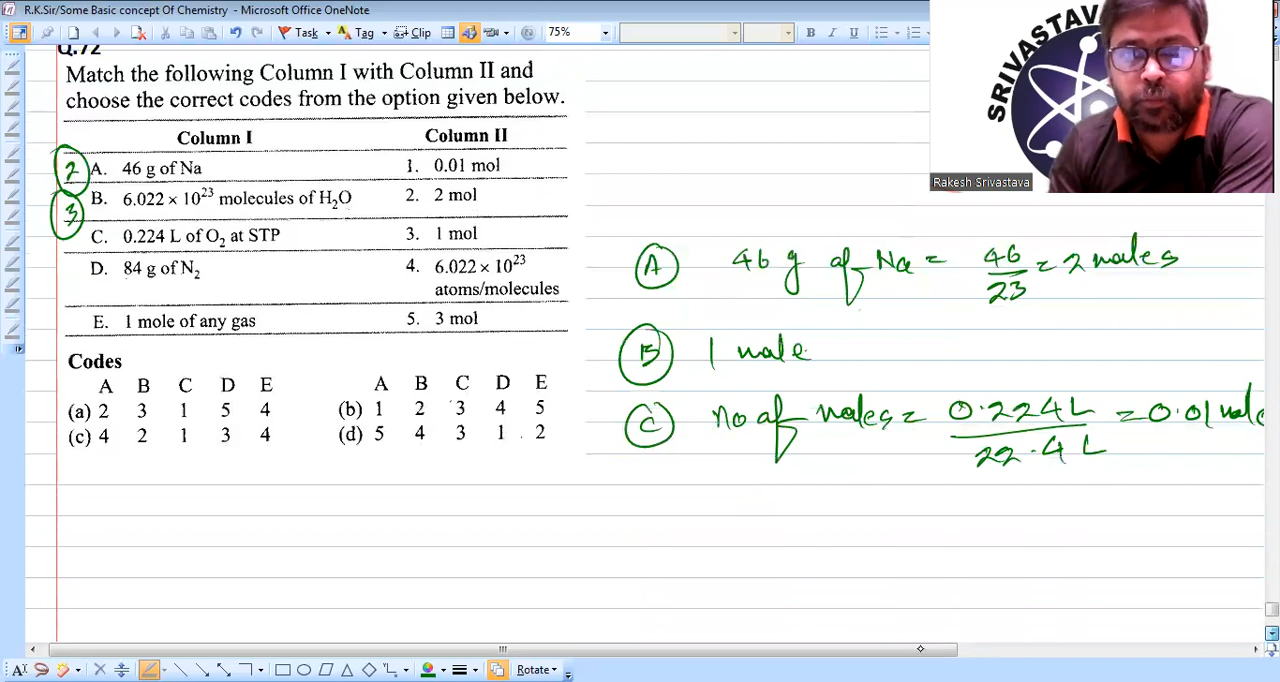 R.K.Sir/Some Basic concept Of Chemistry - Microsoft Office OneNote
Task Tag Clip 75% B I U
Q.72
Match the following Column I with Column II and
choose the correct codes from the option given below.
Column I Column II
2 A. 46 g of Na 1. 0.01 mol
3 B. 6.022 × 10²³ molecules of H₂O 2. 2 mol
C. 0.224 L of O₂ at STP 3. 1 mol
D. 84 g of N₂ 4. 6.022 × 10²³
atoms/molecules
E. 1 mole of any gas 5. 3 mol
Codes
A B C D E A B C D E
(a) 2 3 1 5 4 (b) 1 2 3 4 5
(c) 4 2 1 3 4 (d) 5 4 3 1 2
SRIVASTAVA
Rakesh Srivastava
A 46 g of Na = 46/23 = 2 moles
B 1 mole
C no of moles = 0.224 L/22.4 L = 0.01 mole
Rotate